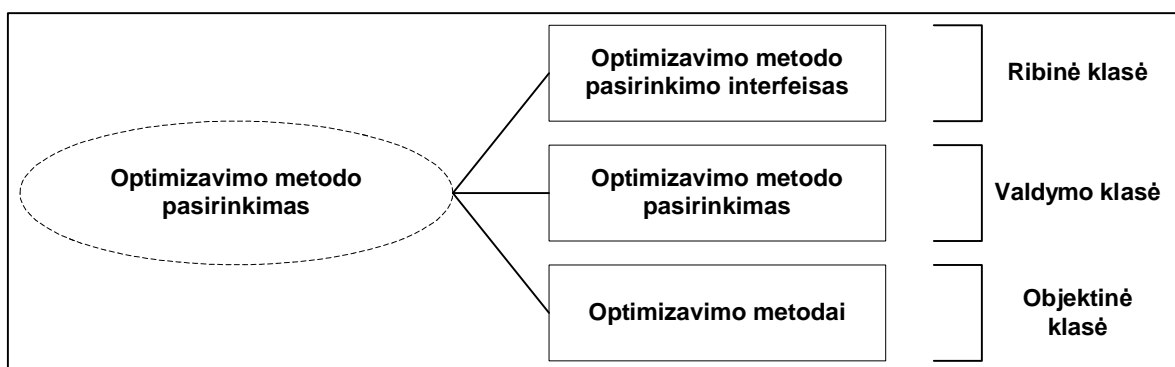 Optimizavimo metodo
pasirinkimas
Optimizavimo metodo
pasirinkimo interfeisas
Ribinė klasė
Optimizavimo metodo
pasirinkimas
Valdymo klasė
Optimizavimo metodai
Objektinė
klasė